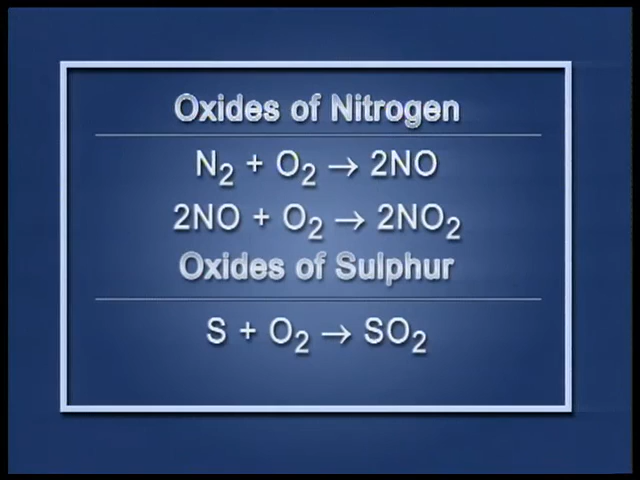 Oxides of Nitrogen
N₂ + O₂ → 2NO
2NO + O₂ → 2NO₂
Oxides of Sulphur
S + O₂ → SO₂